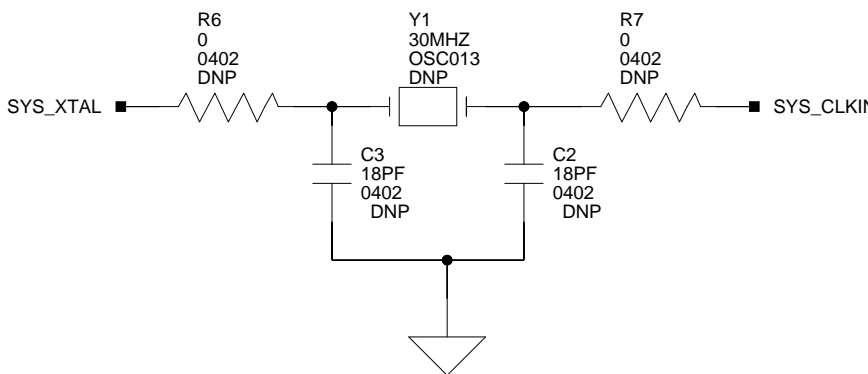 R6
0
0402
DNP
Y1
30MHZ
OSC013
DNP
R7
0
0402
DNP
SYS_XTAL
SYS_CLKIN
C3
18PF
0402
DNP
C2
18PF
0402
DNP